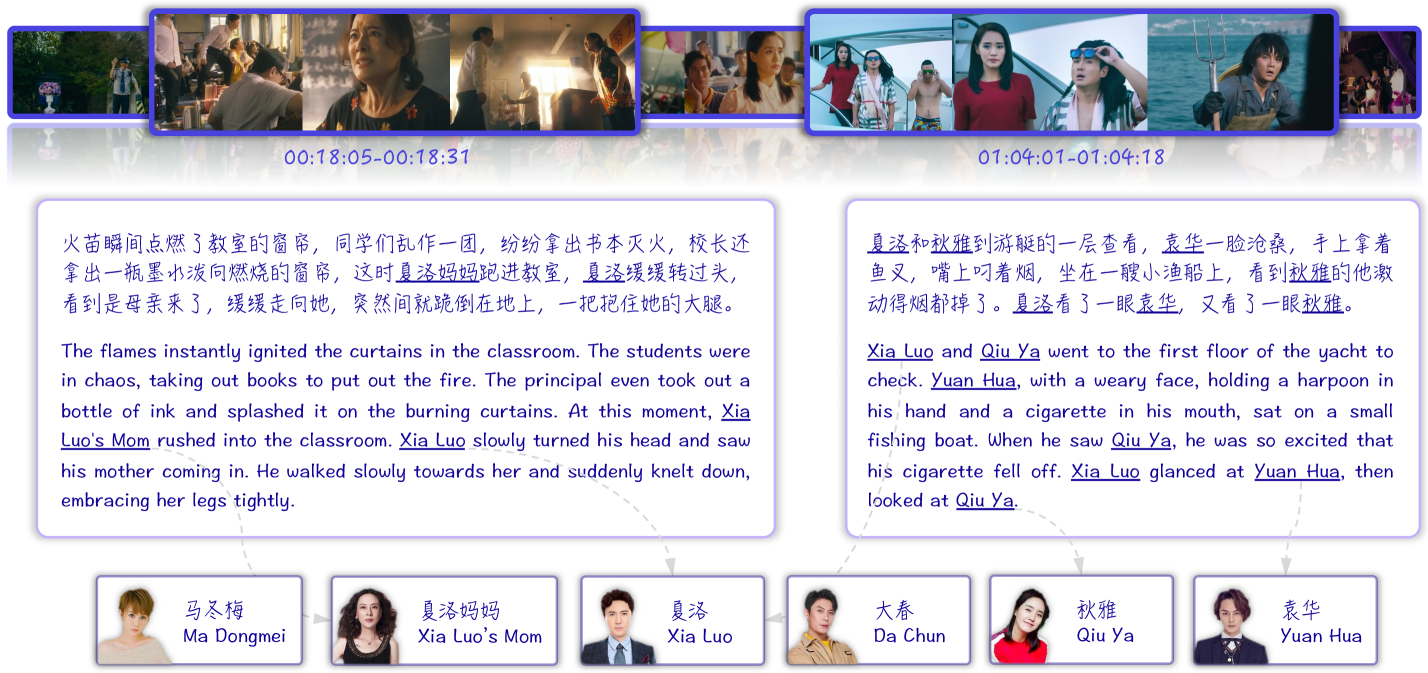 00:18:05-00:18:31
01:04:01-01:04:18
火苗瞬间点燃了教室的窗帘，同学们乱作一团，纷纷拿出书本灭火，校长还
拿出一瓶墨水泼向燃烧的窗帘，这时夏洛妈妈跑进教室，夏洛缓缓转过头，
看到是母亲来了，缓缓走向她，突然间就跪倒在地上，一把抱住她的大腿。
The flames instantly ignited the curtains in the classroom. The students were
in chaos, taking out books to put out the fire. The principal even took out a
bottle of ink and splashed it on the burning curtains. At this moment, Xia
Luo's Mom rushed into the classroom. Xia Luo slowly turned his head and saw
his mother coming in. He walked slowly towards her and suddenly knelt down,
embracing her legs tightly.
夏洛和秋雅到游艇的一层查看，袁华一脸沧桑，手上拿着
鱼叉，嘴上叼着烟，坐在一艘小渔船上，看到秋雅的他激
动得烟都掉了。夏洛看了一眼袁华，又看了一眼秋雅。
Xia Luo and Qiu Ya went to the first floor of the yacht to
check. Yuan Hua, with a weary face, holding a harpoon in
his hand and a cigarette in his mouth, sat on a small
fishing boat. When he saw Qiu Ya, he was so excited that
his cigarette fell off. Xia Luo glanced at Yuan Hua, then
looked at Qiu Ya.
马冬梅
Ma Dongmei
夏洛妈妈
Xia Luo's Mom
夏洛
Xia Luo
大春
Da Chun
秋雅
Qiu Ya
袁华
Yuan Hua